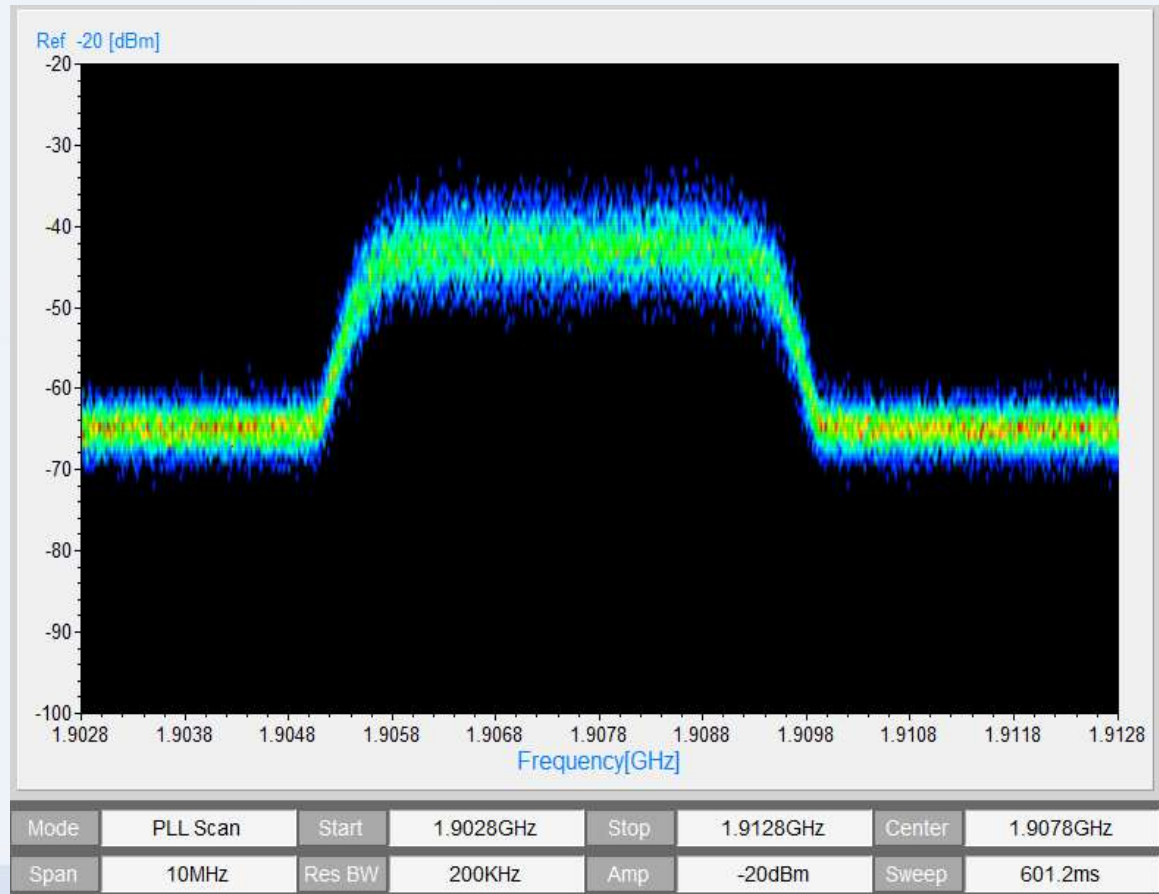 Ref -20 [dBm]
-20
-30
-40
-50
-60
-70
-80
-90
-100
1.9028 1.9038 1.9048 1.9058 1.9068 1.9078 1.9088 1.9098 1.9108 1.9118 1.9128
Frequency[GHz]
Mode PLL Scan Start 1.9028GHz Stop 1.9128GHz Center 1.9078GHz
Span 10MHz Res BW 200KHz Amp -20dBm Sweep 601.2ms